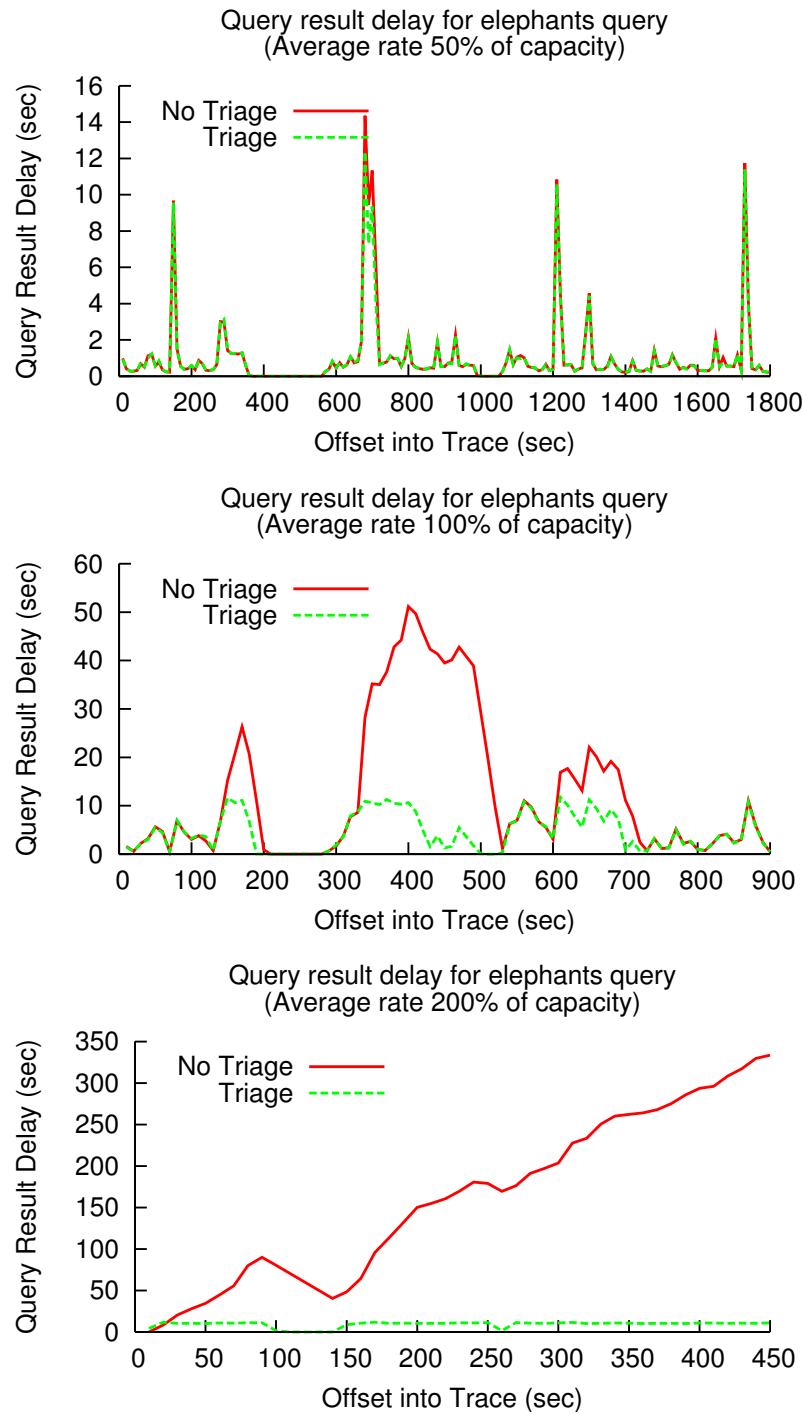 Query result delay for elephants query
(Average rate 50% of capacity)
Query Result Delay (sec)
16
14
12
10
8
6
4
2
0
No Triage
Triage
0 200 400 600 800 1000 1200 1400 1600 1800
Offset into Trace (sec)
Query result delay for elephants query
(Average rate 100% of capacity)
Query Result Delay (sec)
60
50
40
30
20
10
0
No Triage
Triage
0 100 200 300 400 500 600 700 800 900
Offset into Trace (sec)
Query result delay for elephants query
(Average rate 200% of capacity)
Query Result Delay (sec)
350
300
250
200
150
100
50
0
No Triage
Triage
0 50 100 150 200 250 300 350 400 450
Offset into Trace (sec)